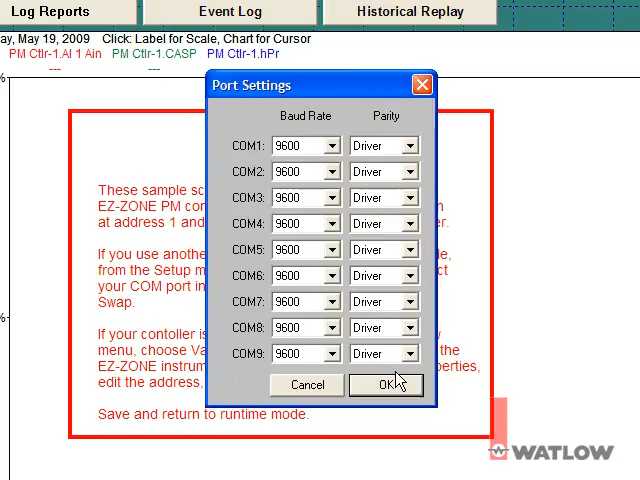 Log Reports
Event Log
Historical Replay
ay, May 19, 2009 Click: Label for Scale, Chart for Cursor
PM Ctlr-1.AI 1 Ain PM Ctlr-1.CASP PM Ctlr-1.hPr
--- ---
%
Port Settings
Baud Rate Parity
COM1: 9600 Driver
COM2: 9600 Driver
COM3: 9600 Driver
COM4: 9600 Driver
COM5: 9600 Driver
COM6: 9600 Driver
COM7: 9600 Driver
COM8: 9600 Driver
COM9: 9600 Driver
Cancel OK
These sample sc
EZ-ZONE PM con n
at address 1 and er.
If you use anothe le,
from the Setup m ct
your COM port in
Swap.
%
If your contoller is w
menu, choose Va the
EZ-ZONE instrum perties,
edit the address,
Save and return to runtime mode.
WATLOW